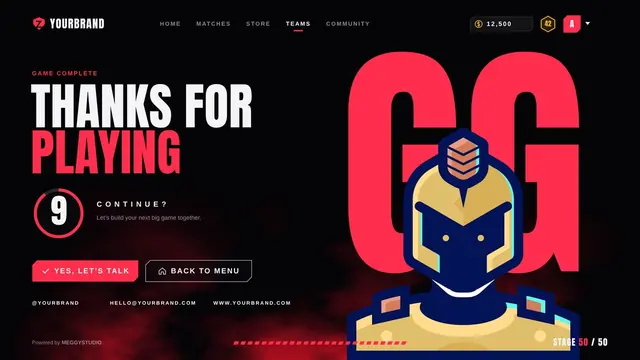 YOURBRAND
HOME MATCHES STORE TEAMS COMMUNITY
12,500
42
A
GAME COMPLETE
THANKS FOR
PLAYING
GG
9
CONTINUE?
Let's build your next big game together.
YES, LET'S TALK
BACK TO MENU
@YOURBRAND HELLO@YOURBRAND.COM WWW.YOURBRAND.COM
Powered by MEGGYSTUDIO
STAGE 50 / 50